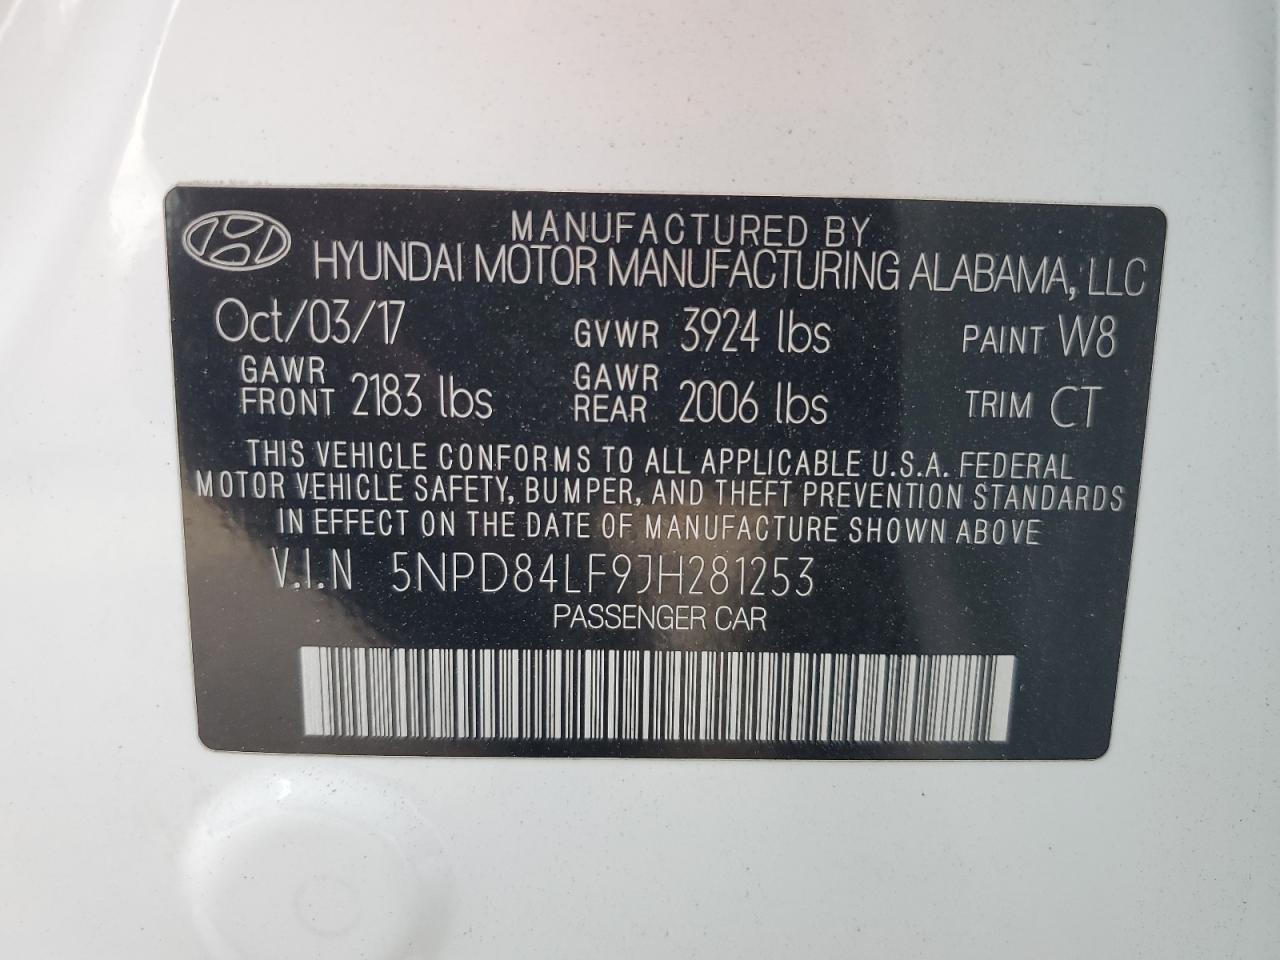 MANUFACTURED BY
HYUNDAI MOTOR MANUFACTURING ALABAMA, LLC
Oct/03/17 GVWR 3924 lbs PAINT W8
GAWR FRONT 2183 lbs GAWR REAR 2006 lbs TRIM CT
THIS VEHICLE CONFORMS TO ALL APPLICABLE U.S.A. FEDERAL
MOTOR VEHICLE SAFETY, BUMPER, AND THEFT PREVENTION STANDARDS
IN EFFECT ON THE DATE OF MANUFACTURE SHOWN ABOVE
V.I.N 5NPD84LF9JH281253
PASSENGER CAR